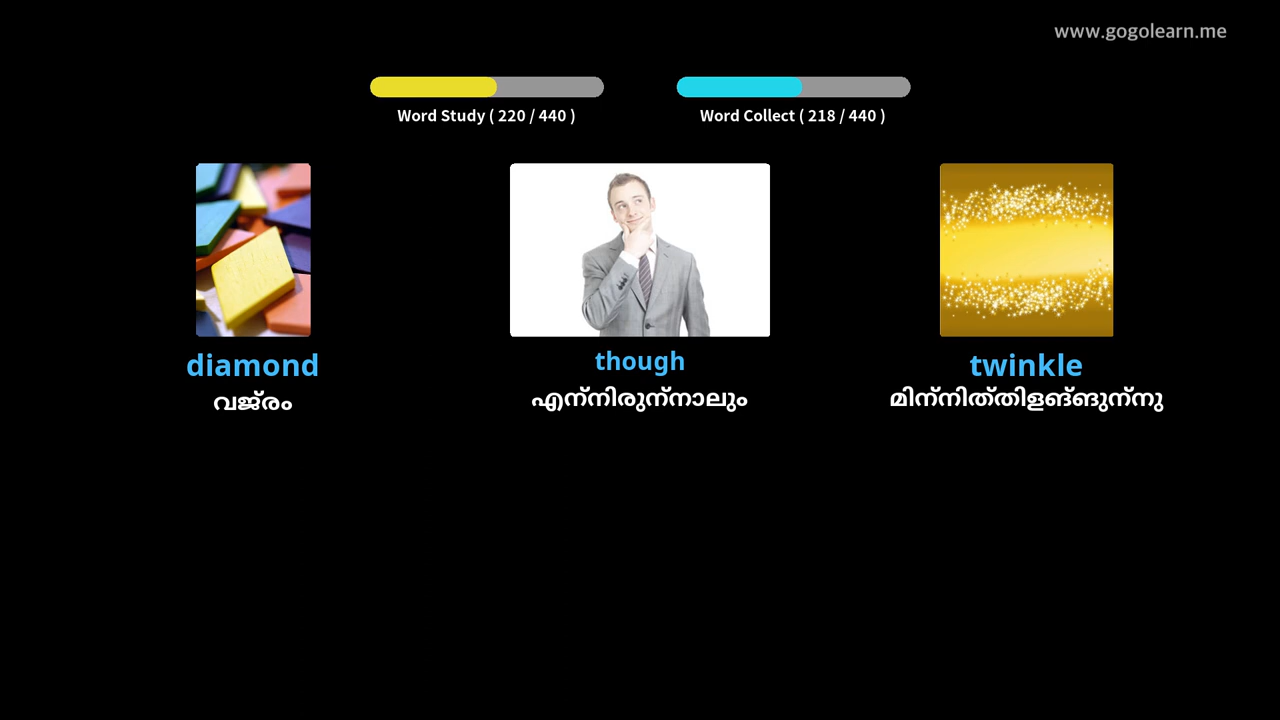 www.gogolearn.me
Word Study ( 220 / 440 )
Word Collect ( 218 / 440 )
diamond
though
twinkle
വജ്രം
എന്നിരുന്നാലും
മിന്നിത്തിളങ്ങുന്നു